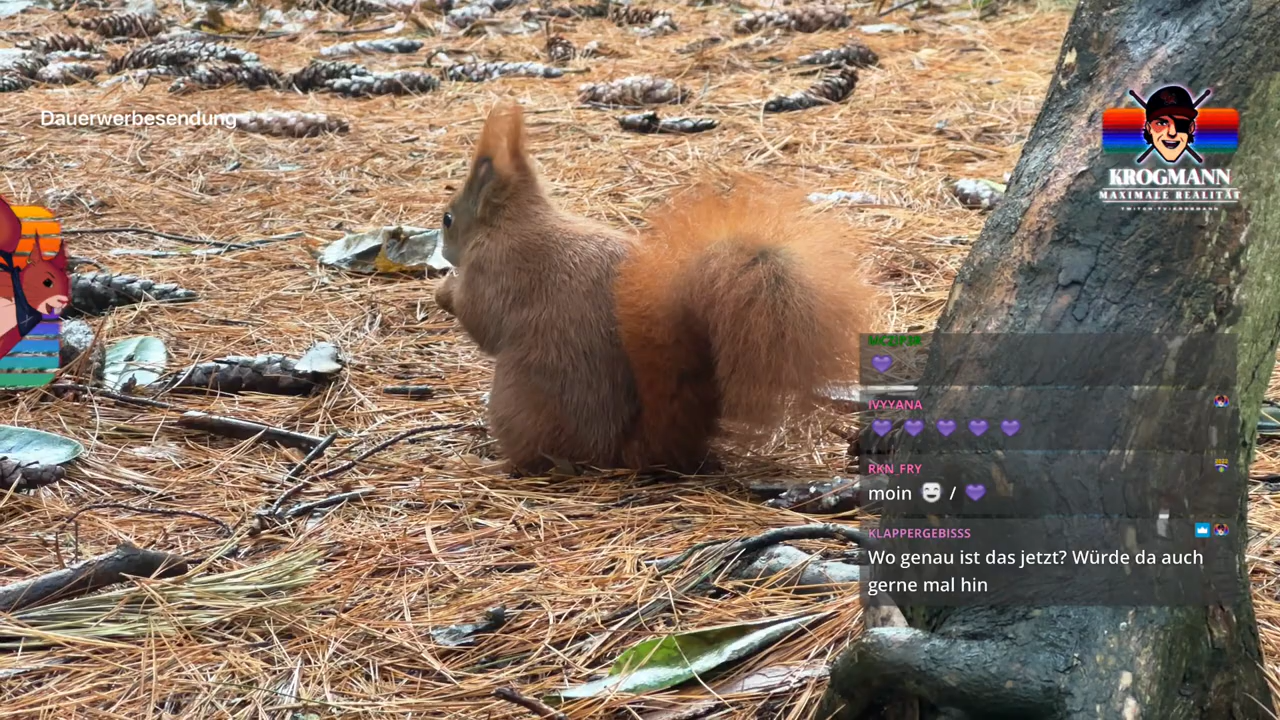 Dauerwerbesendung
KROGMANN
MAXIMALE REALITÄT
MCZIPJR
IVYYANA
RKN_FRY
moin /
KLAPPERGEBISSS
Wo genau ist das jetzt? Würde da auch
gerne mal hin